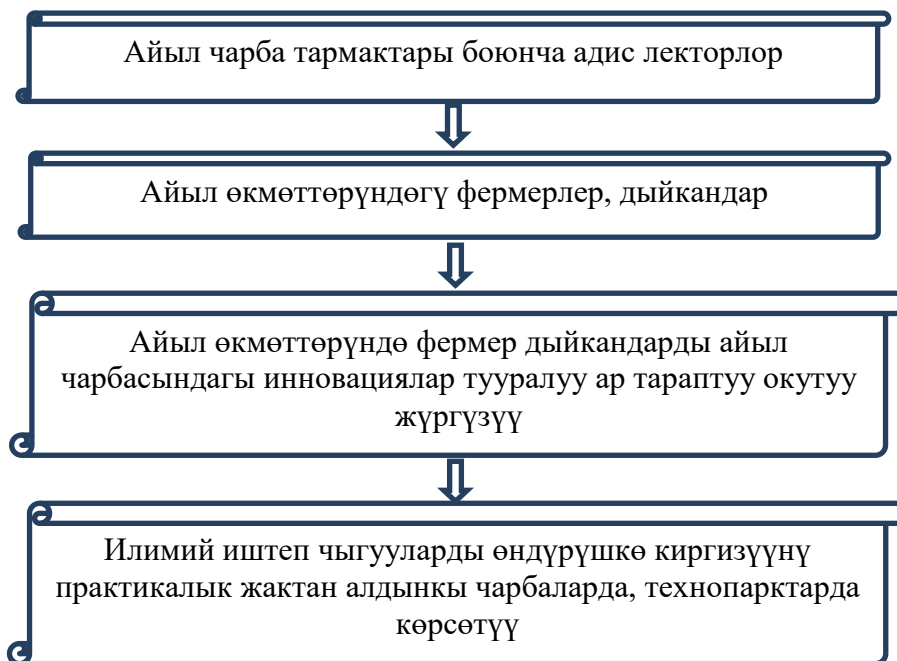 Айыл чарба тармактары боюнча адис лекторлор
Айыл өкмөттөрүндөгү фермерлер, дыйкандар
Айыл өкмөттөрүндө фермер дыйкандарды айыл
чарбасындагы инновациялар тууралуу ар тараптуу окутуу
жүргүзүү
Илимий иштеп чыгууларды өндүрүшкө киргизүүнү
практикалык жактан алдынкы чарбаларда, технопарктарда
көрсөтүү